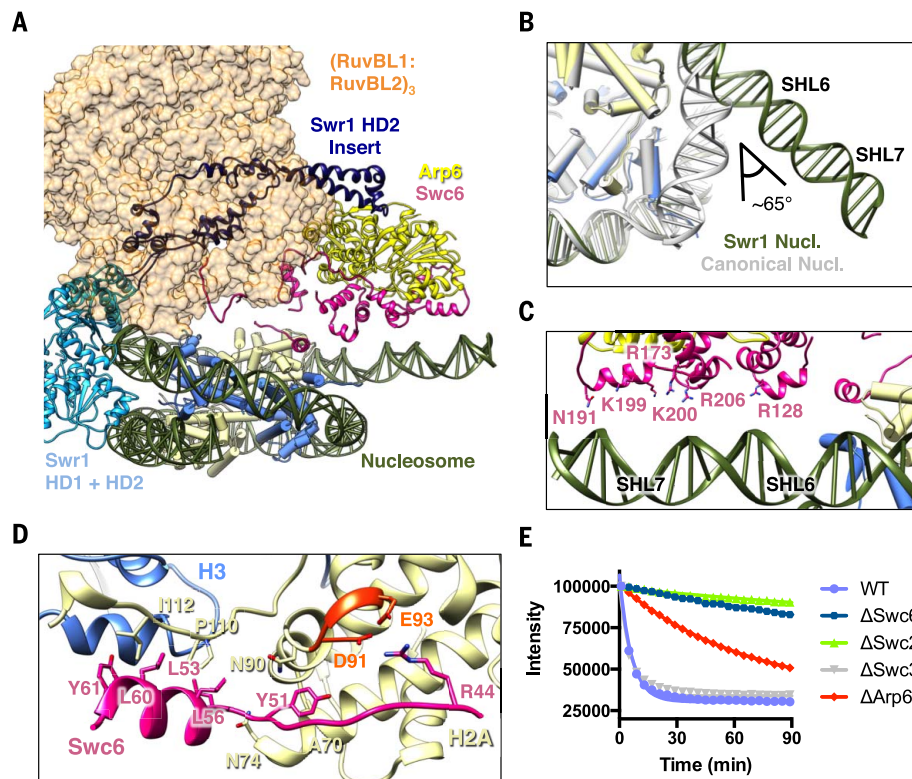 A
(RuvBL1:
RuvBL2)3
Swr1 HD2
Insert
Arp6
Swc6
Swr1
HD1 + HD2
Nucleosome
B
SHL6
SHL7
~65°
Swr1 Nucl.
Canonical Nucl.
C
R173
N191
K199
K200
R206
R128
SHL7
SHL6
D
H3
I112
P110
E93
N90
D91
L53
Y61
L60
L56
Y51
R44
Swc6
N74
A70
H2A
E
Intensity
100000
75000
50000
25000
0
30
60
90
Time (min)
WT
ΔSwc6
ΔSwc2
ΔSwc3
ΔArp6